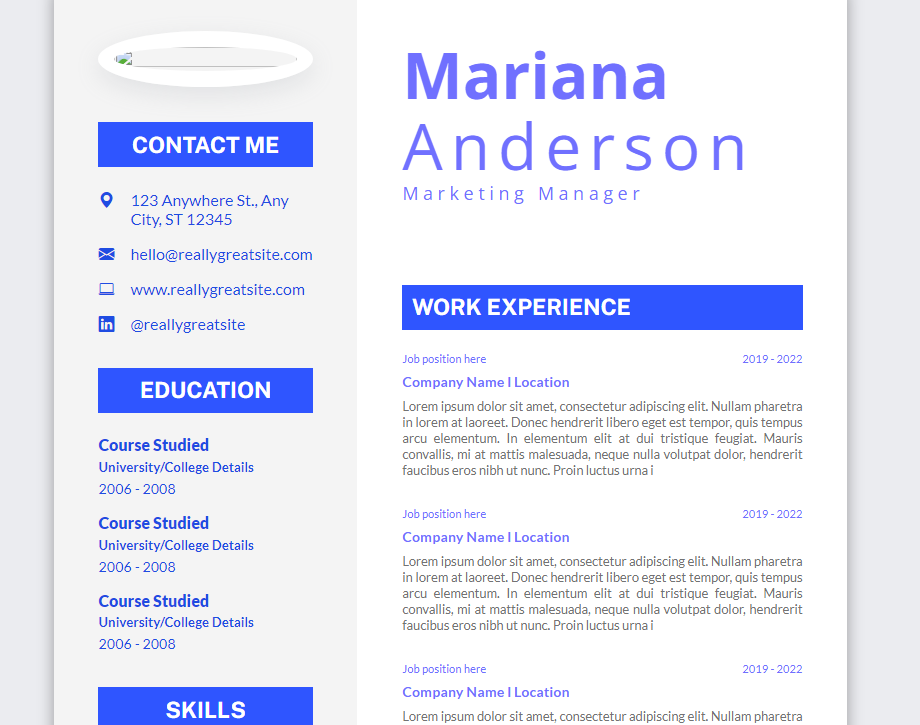 CONTACT ME
123 Anywhere St., Any
City, ST 12345
hello@reallygreatsite.com
www.reallygreatsite.com
@reallygreatsite
EDUCATION
Course Studied
University/College Details
2006 - 2008
Course Studied
University/College Details
2006 - 2008
Course Studied
University/College Details
2006 - 2008
SKILLS
Mariana
Anderson
Marketing Manager
WORK EXPERIENCE
Job position here 2019 - 2022
Company Name l Location
Lorem ipsum dolor sit amet, consectetur adipiscing elit. Nullam pharetra
in lorem at laoreet. Donec hendrerit libero eget est tempor, quis tempus
arcu elementum. In elementum elit at dui tristique feugiat. Mauris
convallis, mi at mattis malesuada, neque nulla volutpat dolor, hendrerit
faucibus eros nibh ut nunc. Proin luctus urna i
Job position here 2019 - 2022
Company Name l Location
Lorem ipsum dolor sit amet, consectetur adipiscing elit. Nullam pharetra
in lorem at laoreet. Donec hendrerit libero eget est tempor, quis tempus
arcu elementum. In elementum elit at dui tristique feugiat. Mauris
convallis, mi at mattis malesuada, neque nulla volutpat dolor, hendrerit
faucibus eros nibh ut nunc. Proin luctus urna i
Job position here 2019 - 2022
Company Name l Location
Lorem ipsum dolor sit amet, consectetur adipiscing elit. Nullam pharetra